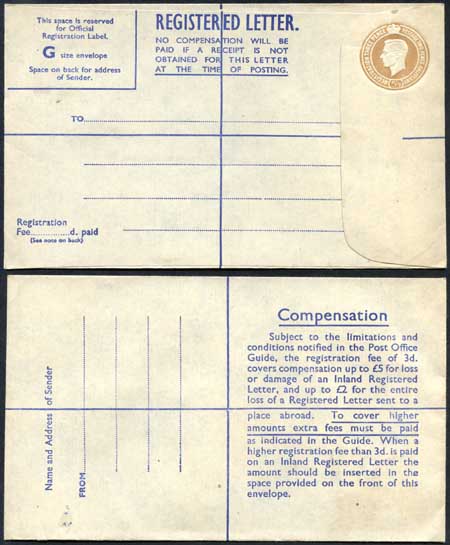 This space is reserved
for Official
Registration Label.
G size envelope
Space on back for address
of Sender.
REGISTERED LETTER.
NO COMPENSATION WILL BE
PAID IF A RECEIPT IS NOT
OBTAINED FOR THIS LETTER
AT THE TIME OF POSTING.
TO
Registration
Fee...............d. paid
(See note on back)
Name and Address of Sender
FROM
Compensation
Subject to the limitations and
conditions notified in the Post Office
Guide, the registration fee of 3d.
covers compensation up to £5 for loss
or damage of an Inland Registered
Letter, and up to £2 for the entire
loss of a Registered Letter sent to a
place abroad. To cover higher
amounts extra fees must be paid
as indicated in the Guide. When a
higher registration fee than 3d. is paid
on an Inland Registered Letter the
amount should be inserted in the
space provided on the front of this
envelope.